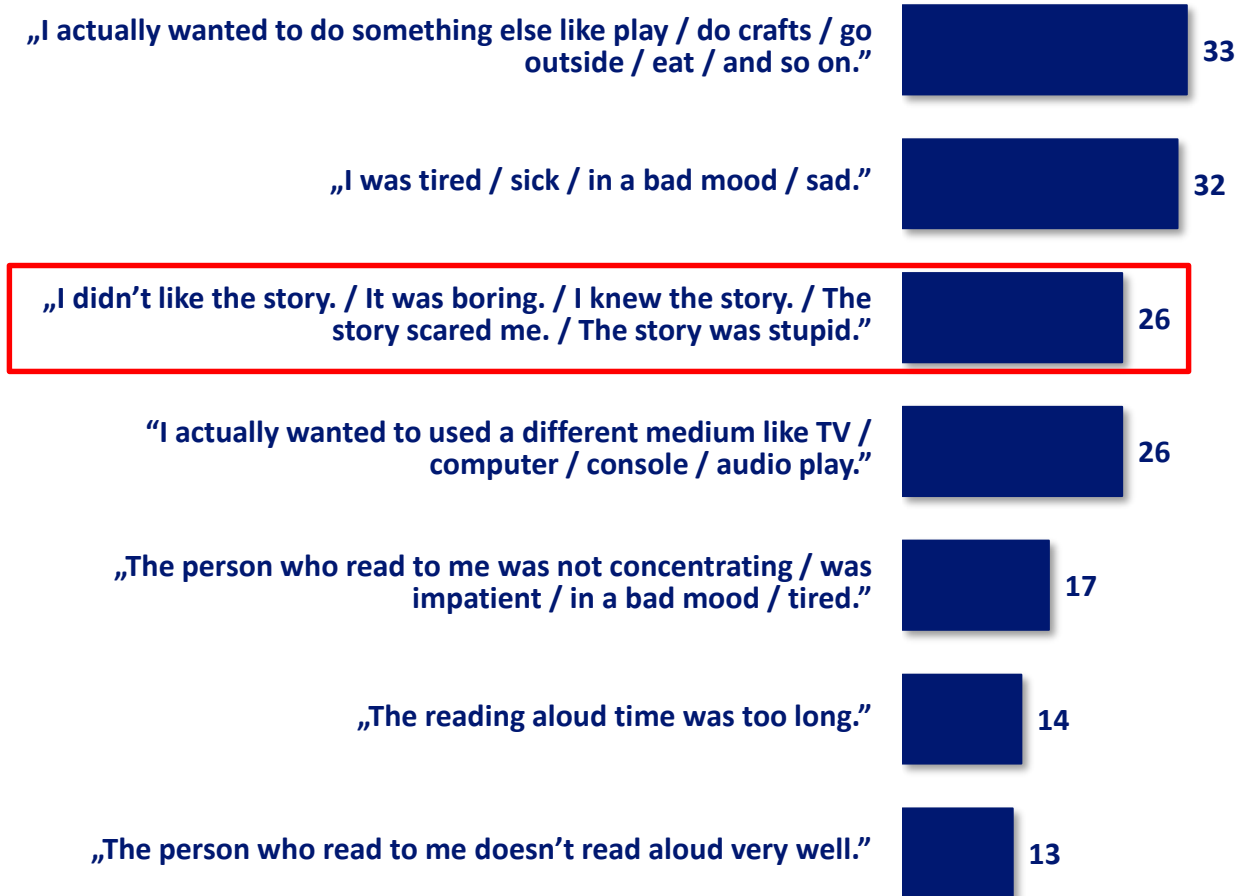 „I actually wanted to do something else like play / do crafts / go
outside / eat / and so on.”
33
„I was tired / sick / in a bad mood / sad.”
32
„I didn’t like the story. / It was boring. / I knew the story. / The
story scared me. / The story was stupid.”
26
“I actually wanted to used a different medium like TV /
computer / console / audio play.”
26
„The person who read to me was not concentrating / was
impatient / in a bad mood / tired.”
17
„The reading aloud time was too long.”
14
„The person who read to me doesn’t read aloud very well.”
13